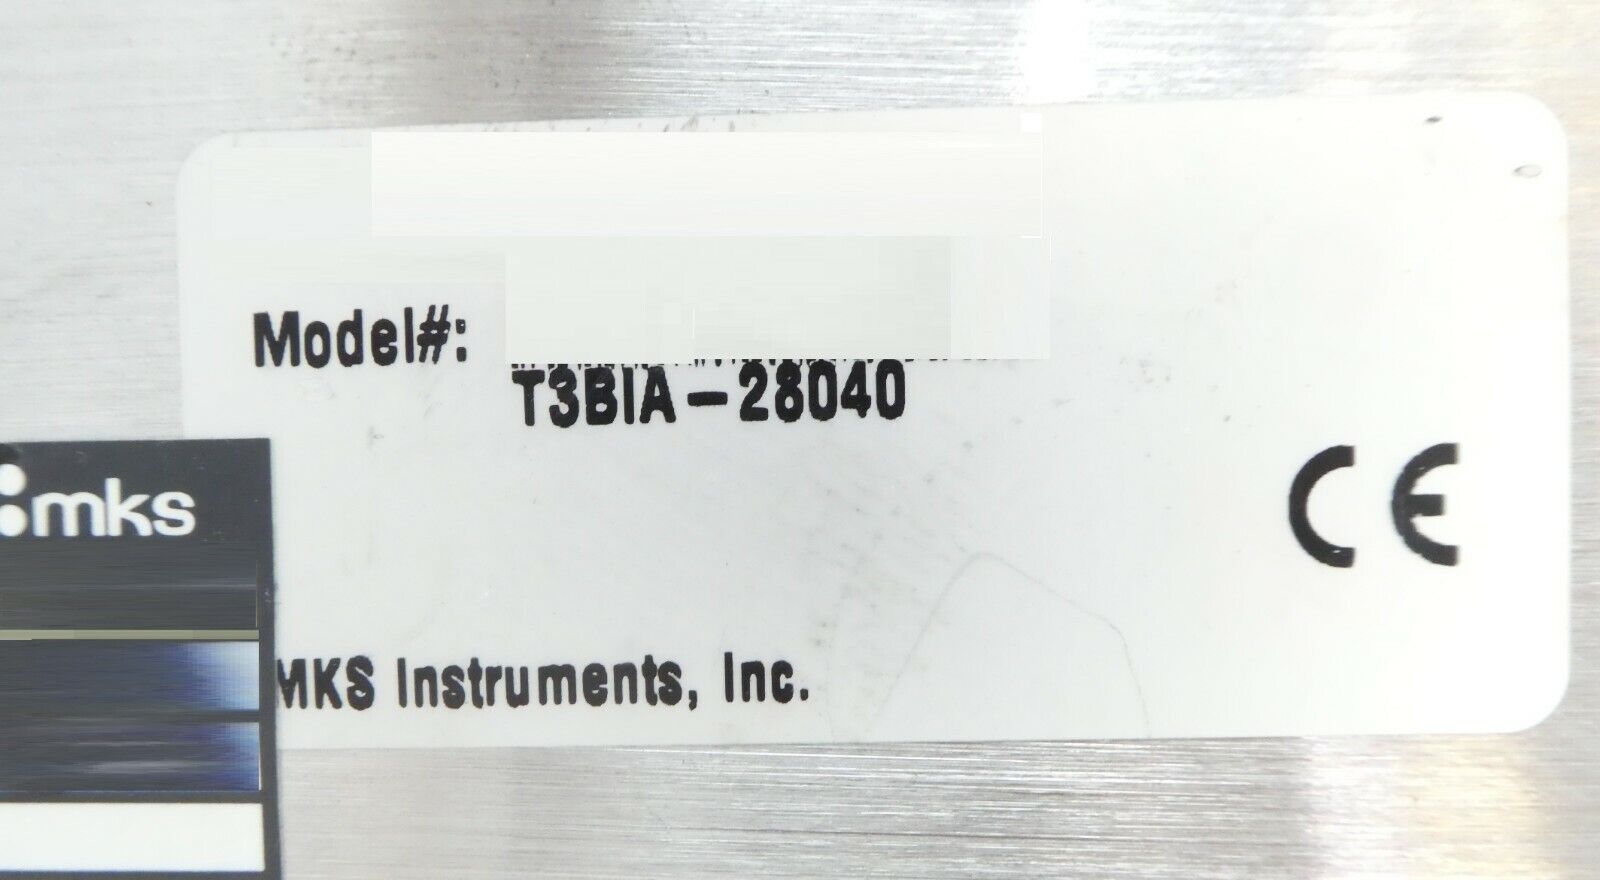 Model#:
T3BIA-28040
CE
mks
MKS Instruments, Inc.